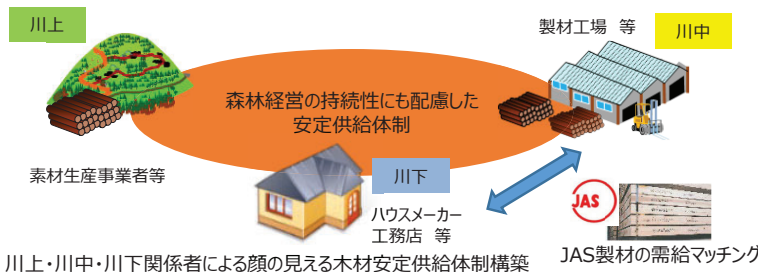 川上
製材工場 等
川中
森林経営の持続性にも配慮した
安定供給体制
素材生産事業者等
川下
ハウスメーカー
工務店 等
JAS
JAS製材の需給マッチング
川上・川中・川下関係者による顔の見える木材安定供給体制構築